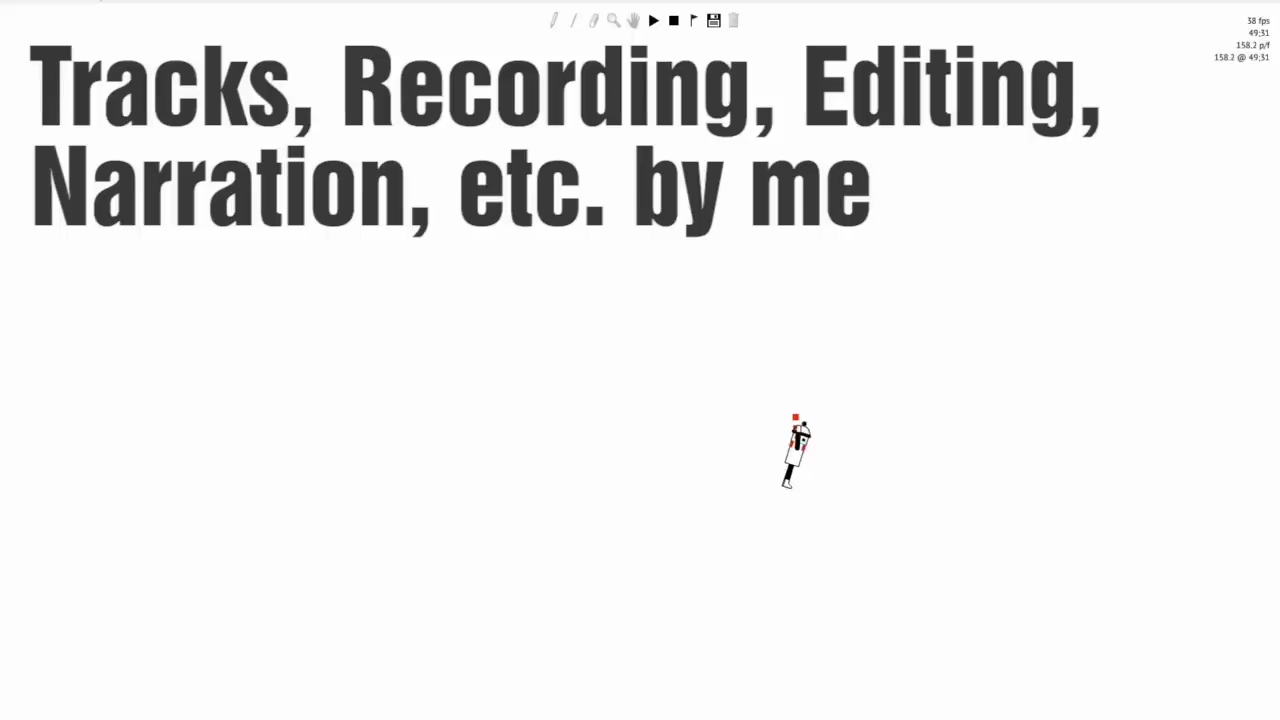 38 fps
49;31
158.2 p/f
158.2 @ 49;31
Tracks, Recording, Editing,
Narration, etc. by me